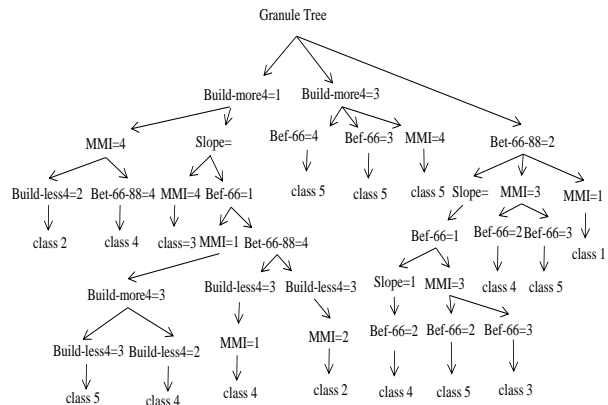 Granule Tree
Build-more4=1 Build-more4=3
MMI=4 Slope= Bef-66=4 Bef-66=3 MMI=4 Bet-66-88=2
Build-less4=2 Bet-66-88=4 MMI=4 Bef-66=1 class 5 class 5 class 5 Slope= MMI=3 MMI=1
class 2 class 4 class=3 MMI=1 Bet-66-88=4 Bef-66=1 Bef-66=2 Bef-66=3 class 1
Build-more4=3 Build-less4=3 Build-less4=3 Slope=1 MMI=3 class 4 class 5
Build-less4=3 Build-less4=2 MMI=1 MMI=2 Bef-66=2 Bef-66=2 Bef-66=3
class 5 class 4 class 4 class 2 class 4 class 5 class 3